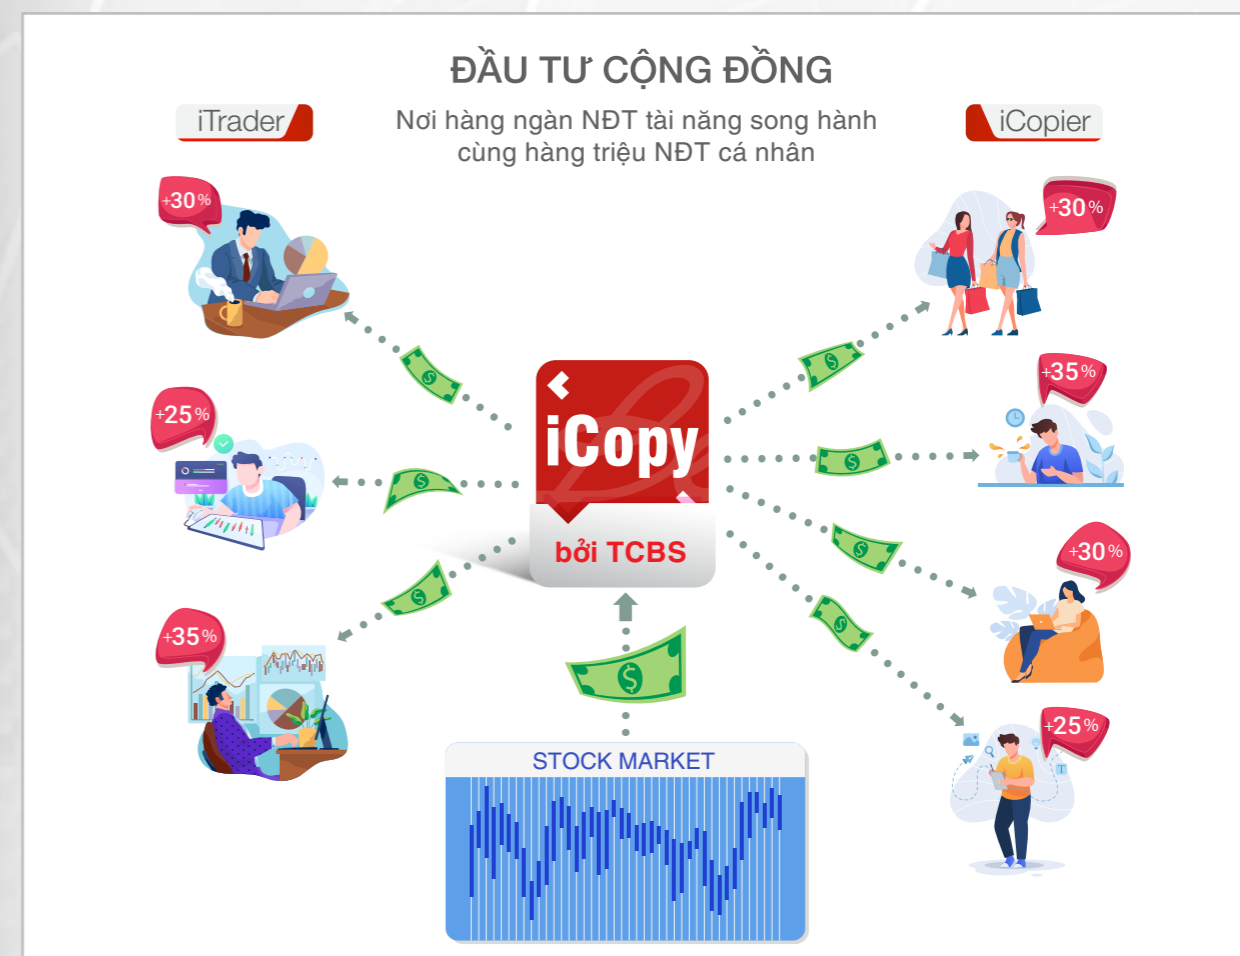 ĐẦU TƯ CỘNG ĐỒNG
iTrader
Nơi hàng ngàn NĐT tài năng song hành
cùng hàng triệu NĐT cá nhân
iCopier
+30%
+30%
+35%
+25%
iCopy
bởi TCBS
+30%
+35%
+25%
STOCK MARKET